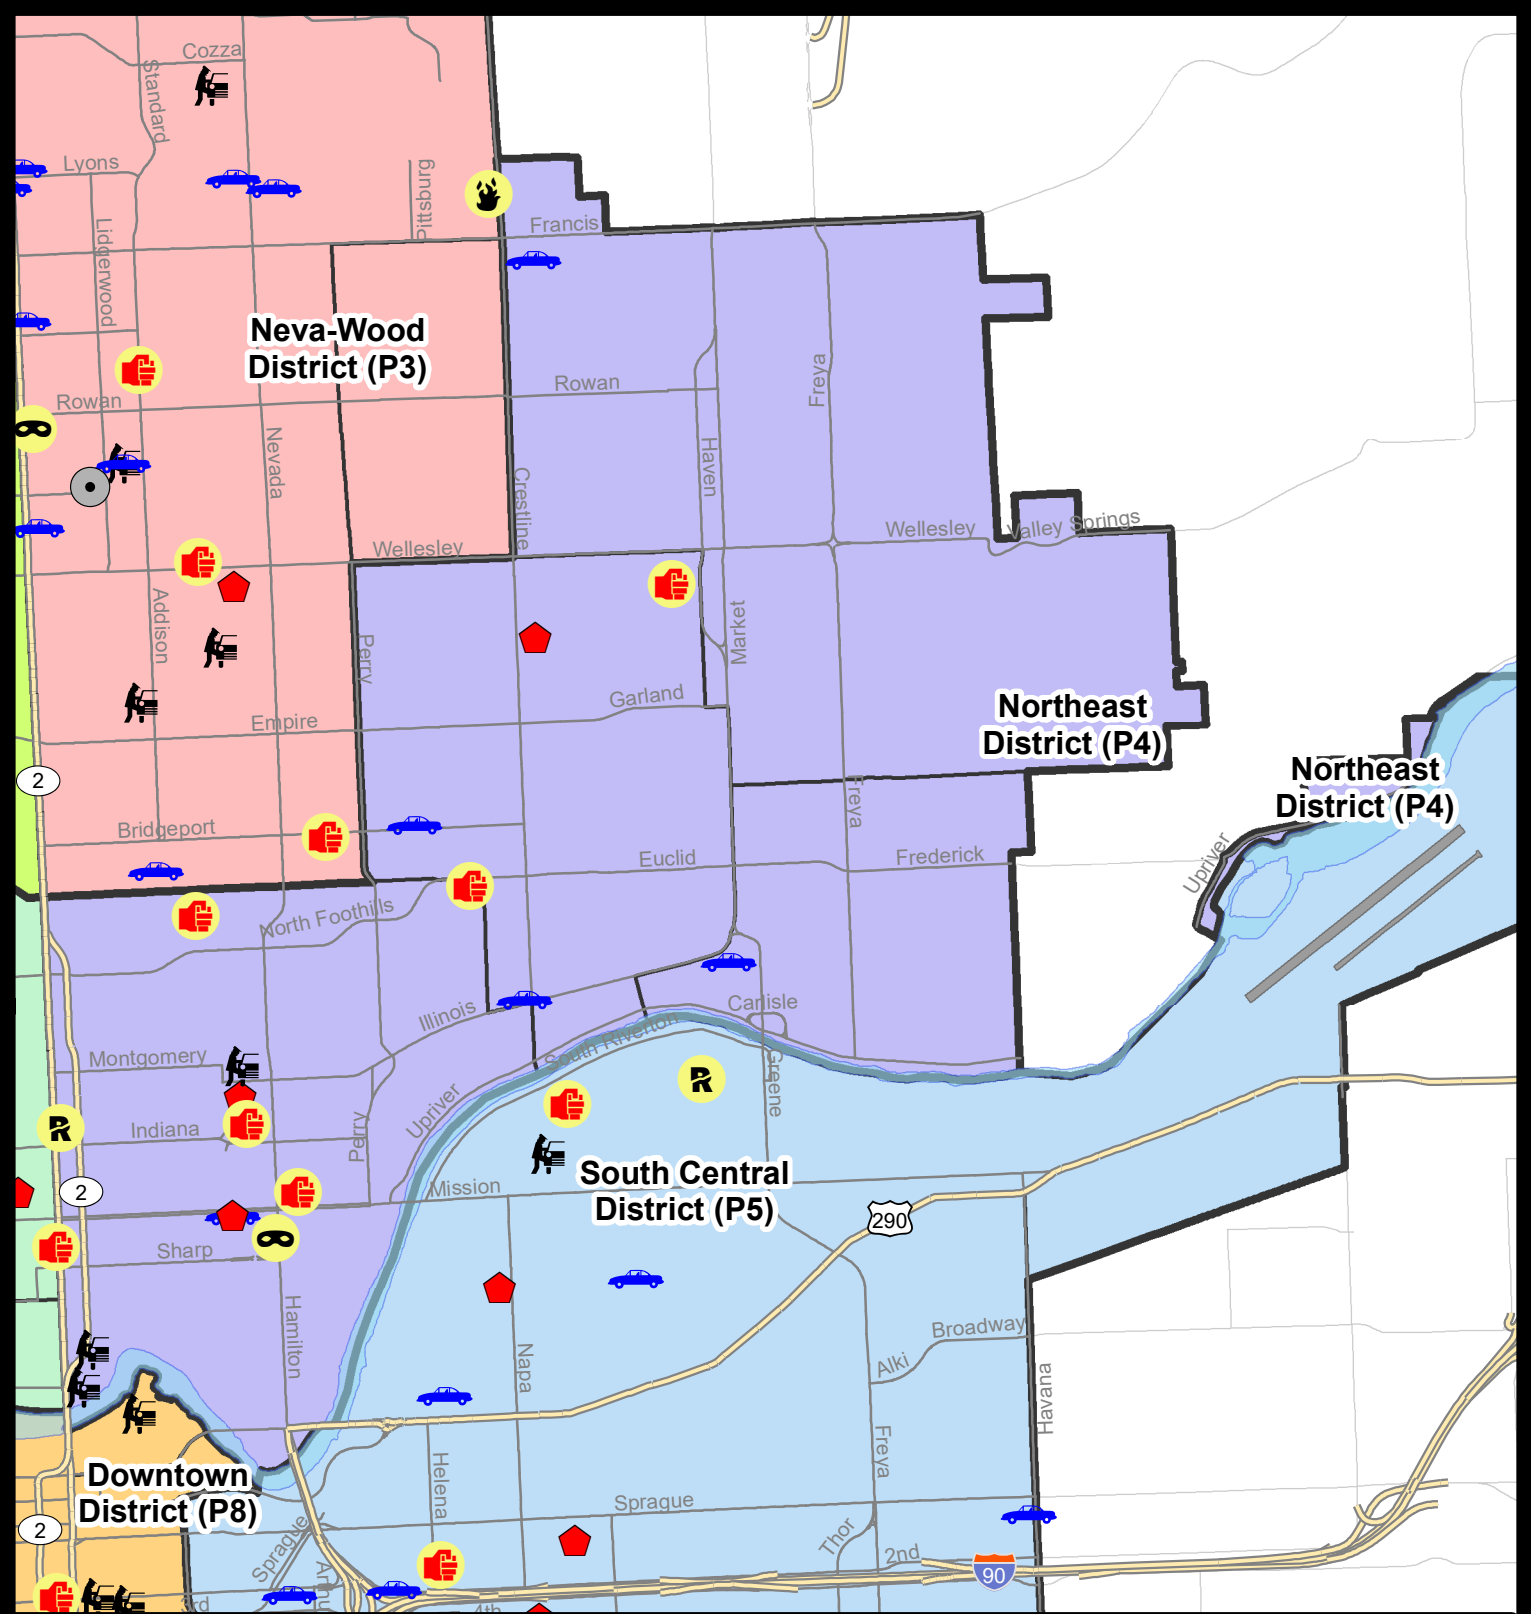 Cozza
Standard
Lyons
Pittsburg
Lidgerwood
Francis
Neva-Wood
District (P3)
Freya
Rowan
Rowan
Nevada
Haven
Crestline
Wellesley
Valley Springs
Wellesley
Addison
Market
Perry
Garland
Northeast
District (P4)
Empire
2
Northeast
District (P4)
Freya
Bridgeport
Euclid
Frederick
Upriver
North Foothills
Illinois
Carlisle
South Riverton
Montgomery
Greene
Upriver
Indiana
Perry
R
R
2
Mission
South Central
District (P5)
290
Sharp
Hamilton
Napa
Broadway
Alki
Havana
Freya
Helena
Downtown
District (P8)
2
Sprague
Sprague
Thor
2nd
90
3rd
4th